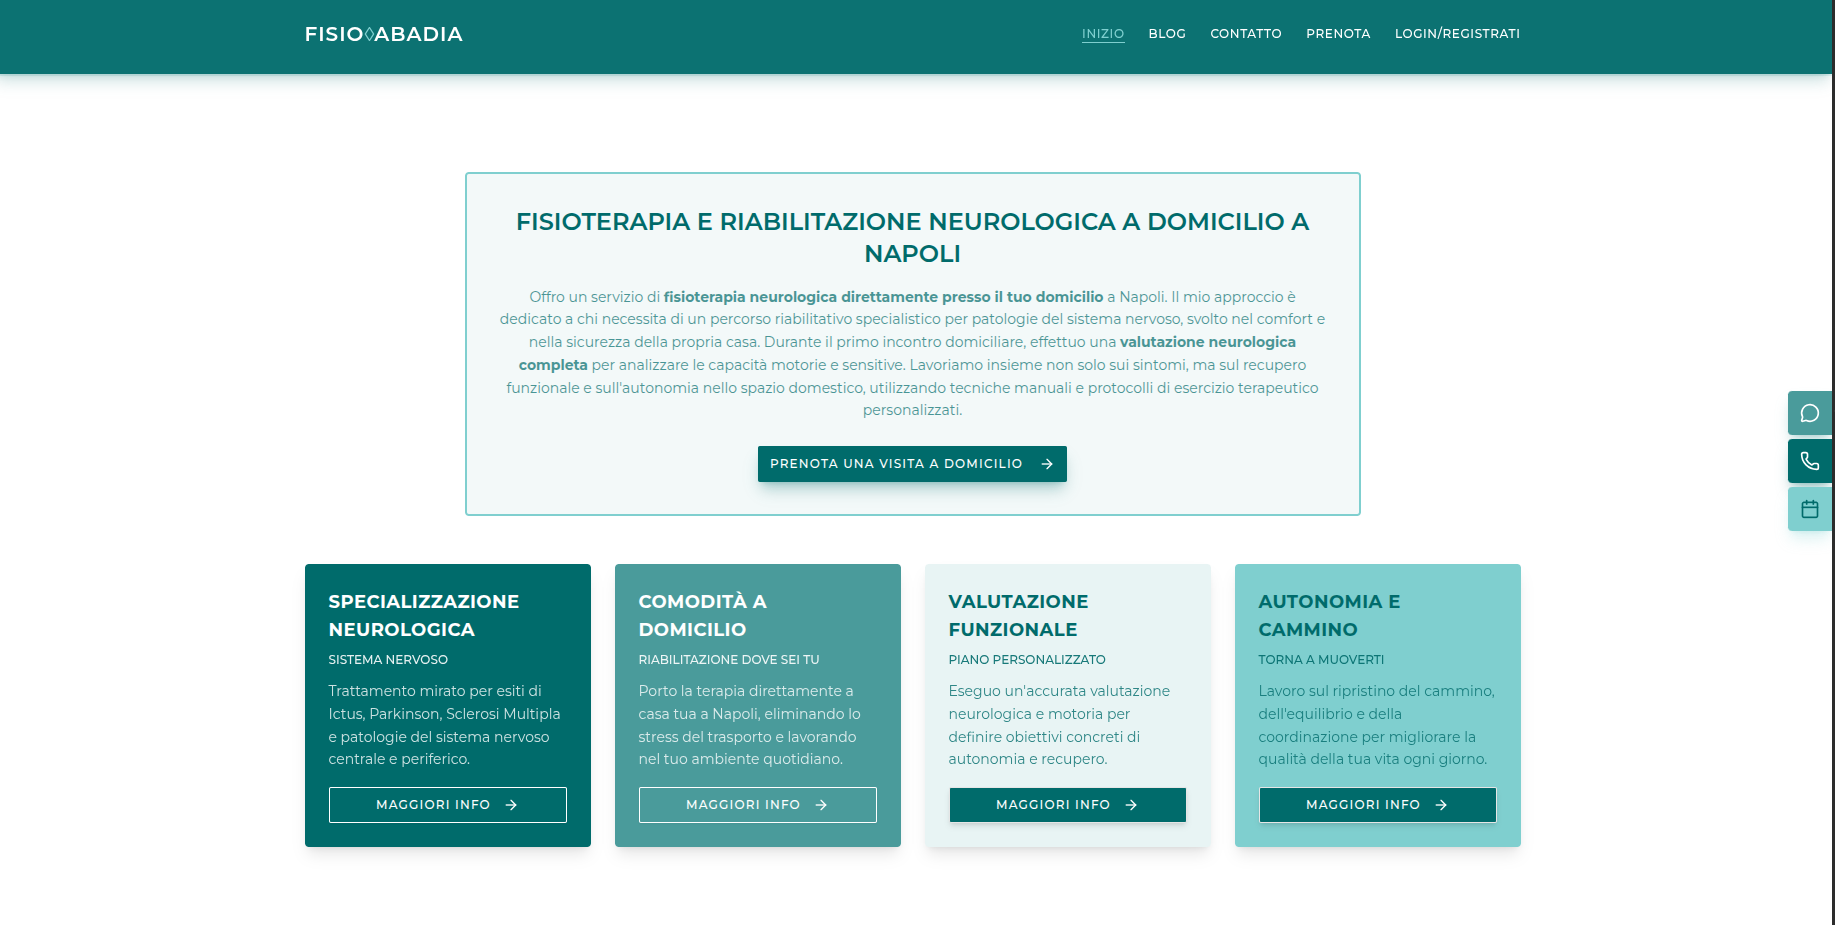 FISIO◊ABADIA
INIZIO BLOG CONTATTO PRENOTA LOGIN/REGISTRATI
FISIOTERAPIA E RIABILITAZIONE NEUROLOGICA A DOMICILIO A
NAPOLI
Offro un servizio di fisioterapia neurologica direttamente presso il tuo domicilio a Napoli. Il mio approccio è
dedicato a chi necessita di un percorso riabilitativo specialistico per patologie del sistema nervoso, svolto nel comfort e
nella sicurezza della propria casa. Durante il primo incontro domiciliare, effettuo una valutazione neurologica
completa per analizzare le capacità motorie e sensitive. Lavoriamo insieme non solo sui sintomi, ma sul recupero
funzionale e sull'autonomia nello spazio domestico, utilizzando tecniche manuali e protocolli di esercizio terapeutico
personalizzati.
PRENOTA UNA VISITA A DOMICILIO →
SPECIALIZZAZIONE
NEUROLOGICA
SISTEMA NERVOSO
Trattamento mirato per esiti di
Ictus, Parkinson, Sclerosi Multipla
e patologie del sistema nervoso
centrale e periferico.
MAGGIORI INFO →
COMODITÀ A
DOMICILIO
RIABILITAZIONE DOVE SEI TU
Porto la terapia direttamente a
casa tua a Napoli, eliminando lo
stress del trasporto e lavorando
nel tuo ambiente quotidiano.
MAGGIORI INFO →
VALUTAZIONE
FUNZIONALE
PIANO PERSONALIZZATO
Eseguo un'accurata valutazione
neurologica e motoria per
definire obiettivi concreti di
autonomia e recupero.
MAGGIORI INFO →
AUTONOMIA E
CAMMINO
TORNA A MUOVERTI
Lavoro sul ripristino del cammino,
dell'equilibrio e della
coordinazione per migliorare la
qualità della tua vita ogni giorno.
MAGGIORI INFO →